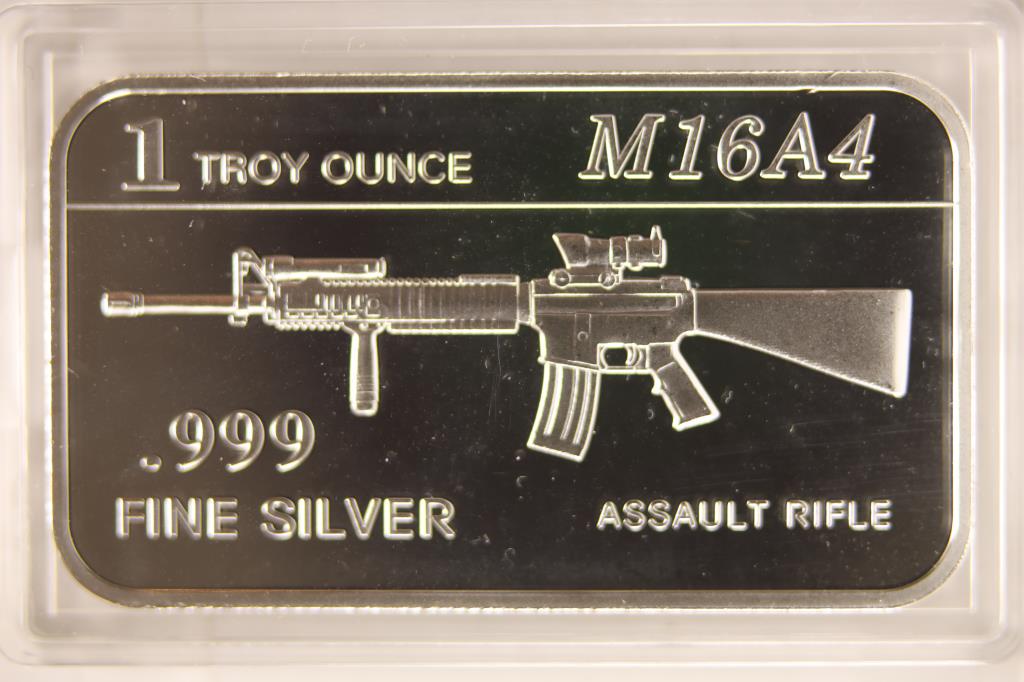 1 TROY OUNCE M16A4
.999
FINE SILVER ASSAULT RIFLE